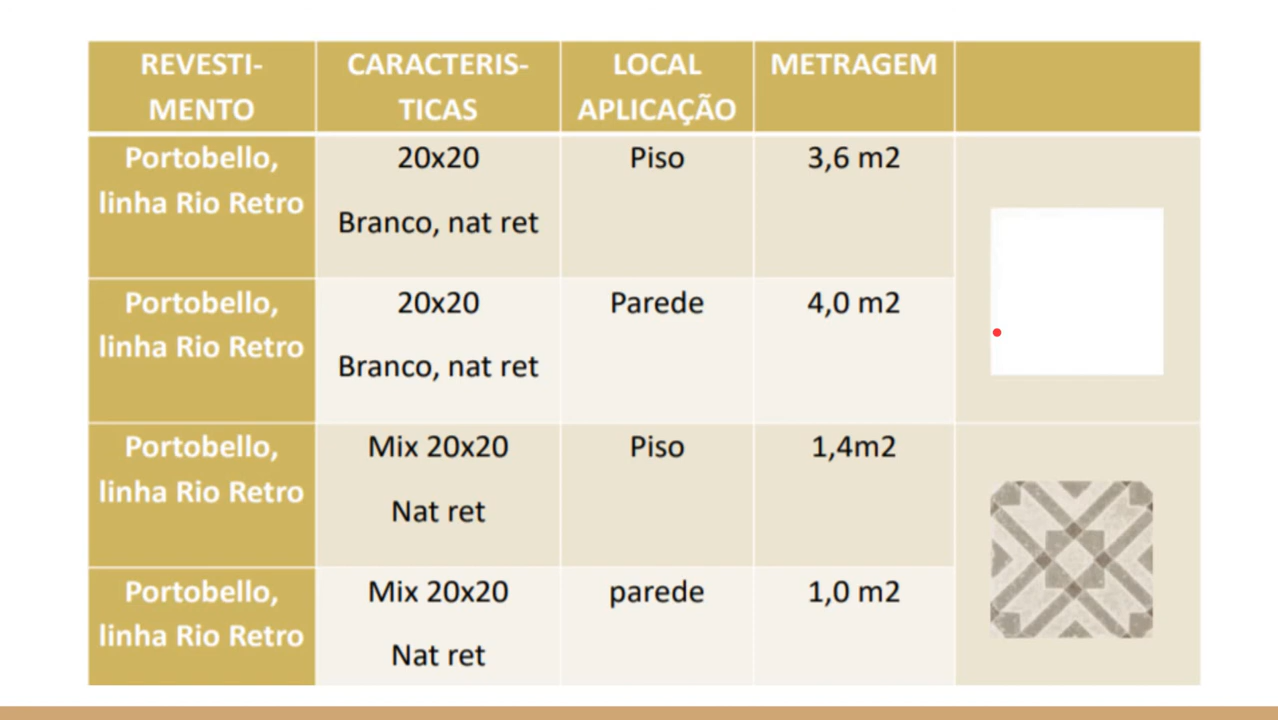 REVESTI-
MENTO
CARACTERIS-
TICAS
LOCAL
APLICAÇÃO
METRAGEM
Portobello,
linha Rio Retro
20x20
Branco, nat ret
Piso
3,6 m2
Portobello,
linha Rio Retro
20x20
Branco, nat ret
Parede
4,0 m2
Portobello,
linha Rio Retro
Mix 20x20
Nat ret
Piso
1,4m2
Portobello,
linha Rio Retro
Mix 20x20
Nat ret
parede
1,0 m2